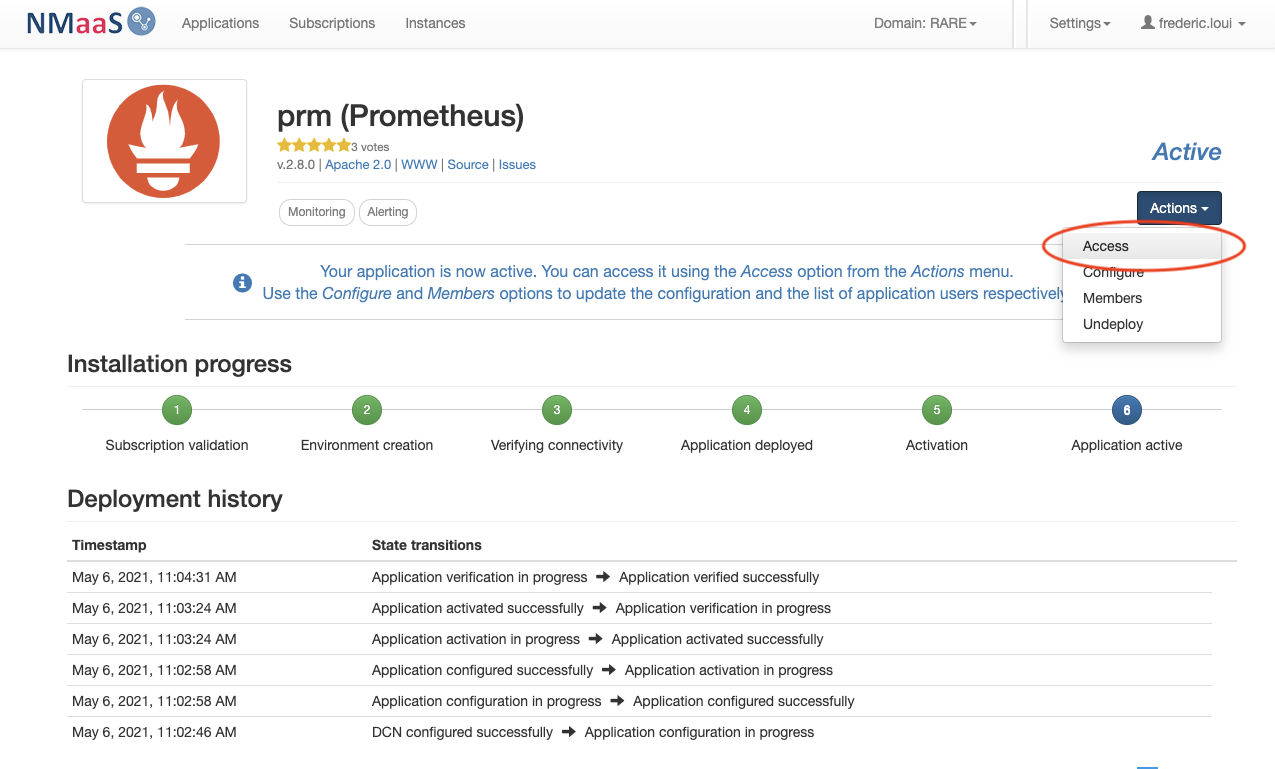 NMaaS Applications Subscriptions Instances Domain: RARE Settings frederic.loui
prm (Prometheus)
3 votes
v.2.8.0 | Apache 2.0 | WWW | Source | Issues
Active
Monitoring Alerting
Actions
Access
Configure
Members
Undeploy
Your application is now active. You can access it using the Access option from the Actions menu.
Use the Configure and Members options to update the configuration and the list of application users respectively
Installation progress
1 2 3 4 5 6
Subscription validation Environment creation Verifying connectivity Application deployed Activation Application active
Deployment history
Timestamp State transitions
May 6, 2021, 11:04:31 AM Application verification in progress ➔ Application verified successfully
May 6, 2021, 11:03:24 AM Application activated successfully ➔ Application verification in progress
May 6, 2021, 11:03:24 AM Application activation in progress ➔ Application activated successfully
May 6, 2021, 11:02:58 AM Application configured successfully ➔ Application activation in progress
May 6, 2021, 11:02:58 AM Application configuration in progress ➔ Application configured successfully
May 6, 2021, 11:02:46 AM DCN configured successfully ➔ Application configuration in progress